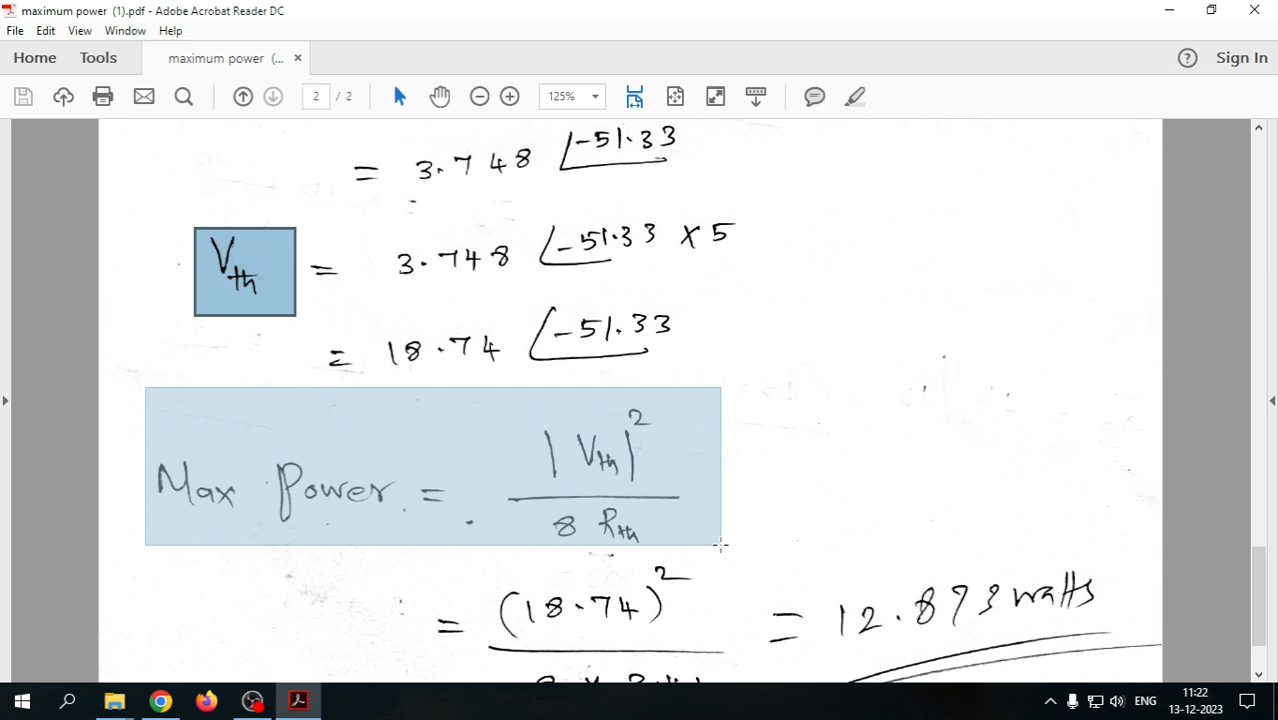 maximum power (1).pdf - Adobe Acrobat Reader DC
File Edit View Window Help
Home Tools maximum power (... × Sign In
2 / 2 125%
= 3.748 ∠-51.33
Vth = 3.748 ∠-51.33 × 5
= 18.74 ∠-51.33
Max Power = |Vth|² / 8 Rth
= (18.74)² = 12.873 watts
ENG 11:22
13-12-2023